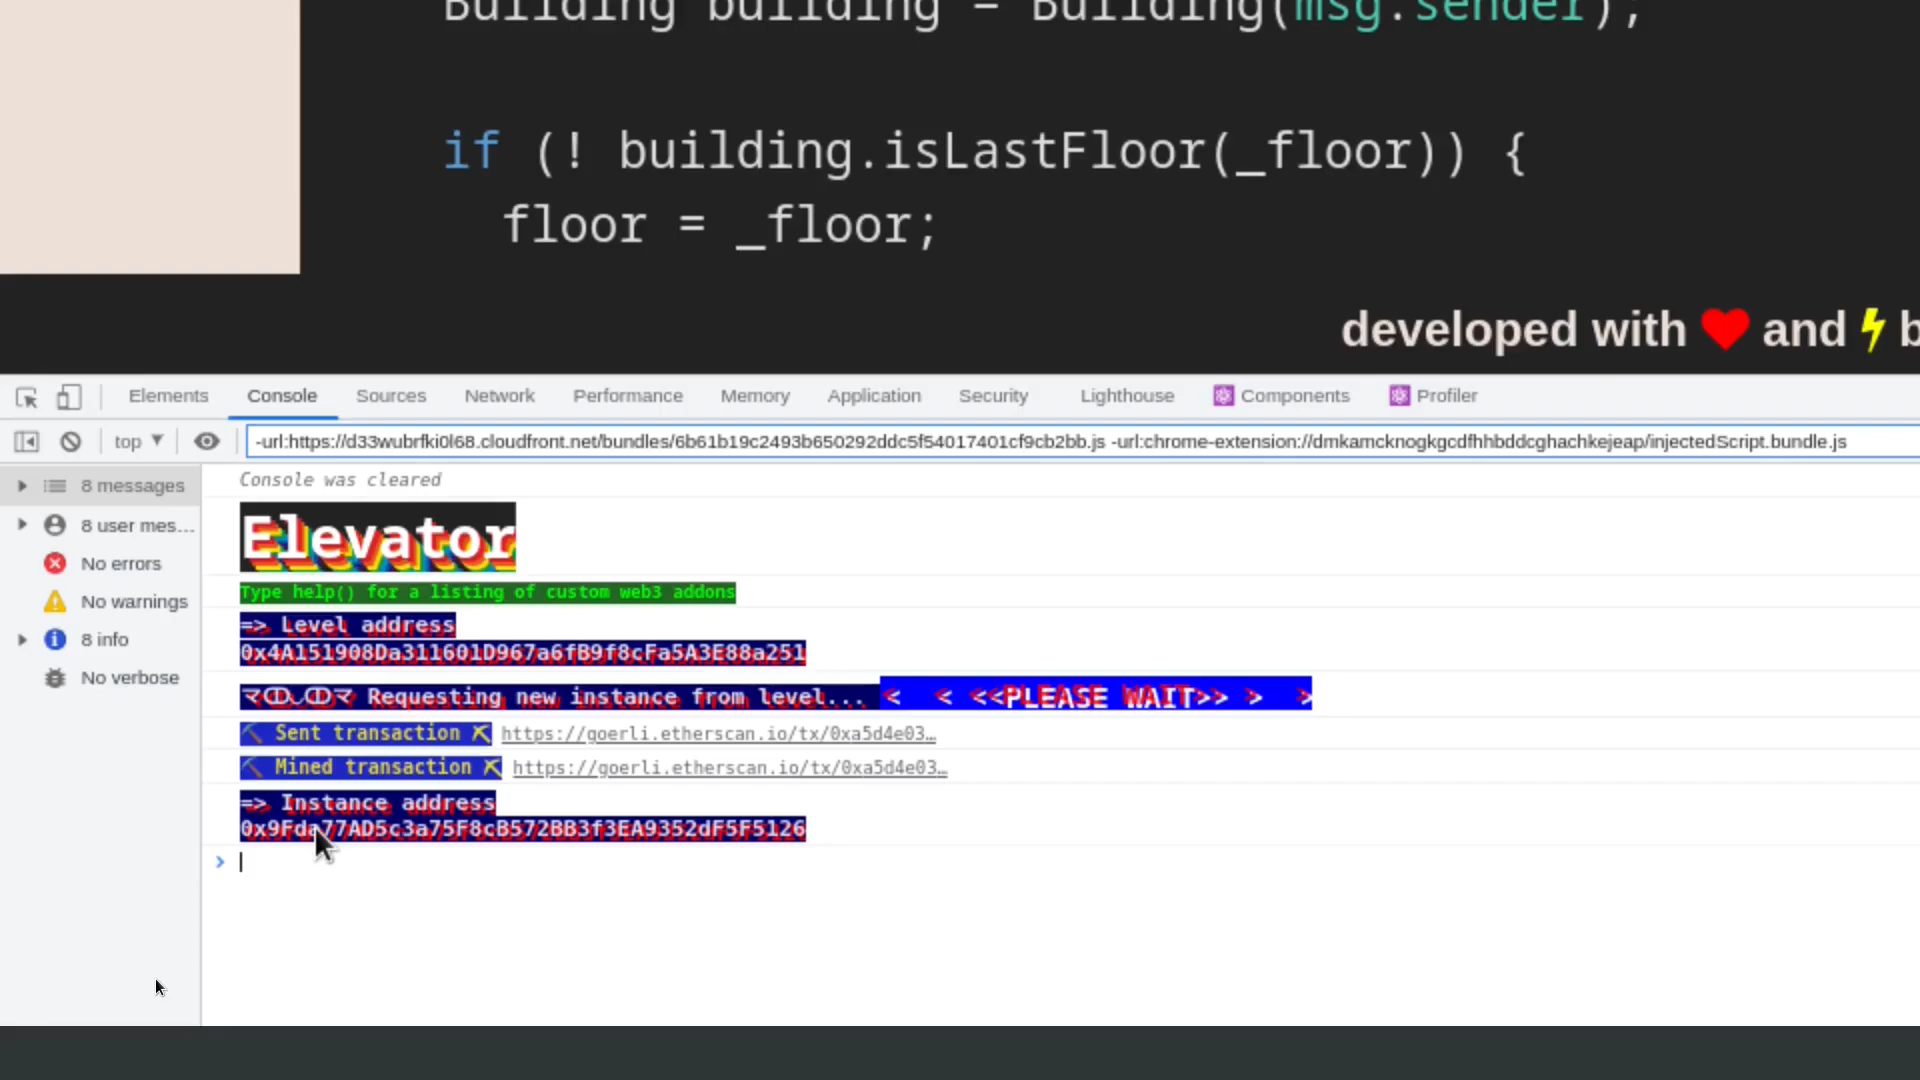 Building building = Building(msg.sender);
if (! building.isLastFloor(_floor)) {
floor = _floor;
developed with ❤ and ⚡ b
Elements Console Sources Network Performance Memory Application Security Lighthouse Components Profiler
top -url:https://d33wubrfki0l68.cloudfront.net/bundles/6b61b19c2493b650292ddc5f54017401cf9cb2bb.js -url:chrome-extension://dmkamcknogkgcdfhhbddcghachkejeap/injectedScript.bundle.js
8 messages
8 user mes...
No errors
No warnings
8 info
No verbose
Console was cleared
Elevator
Type help() for a listing of custom web3 addons
=> Level address
0x4A151908Da311601D967a6fB9f8cFa5A3E88a251
Requesting new instance from level... < < <<PLEASE WAIT>> > >
Sent transaction https://goerli.etherscan.io/tx/0xa5d4e03…
Mined transaction https://goerli.etherscan.io/tx/0xa5d4e03…
=> Instance address
0x9Fda77AD5c3a75F8cB572BB3f3EA9352dF5F5126